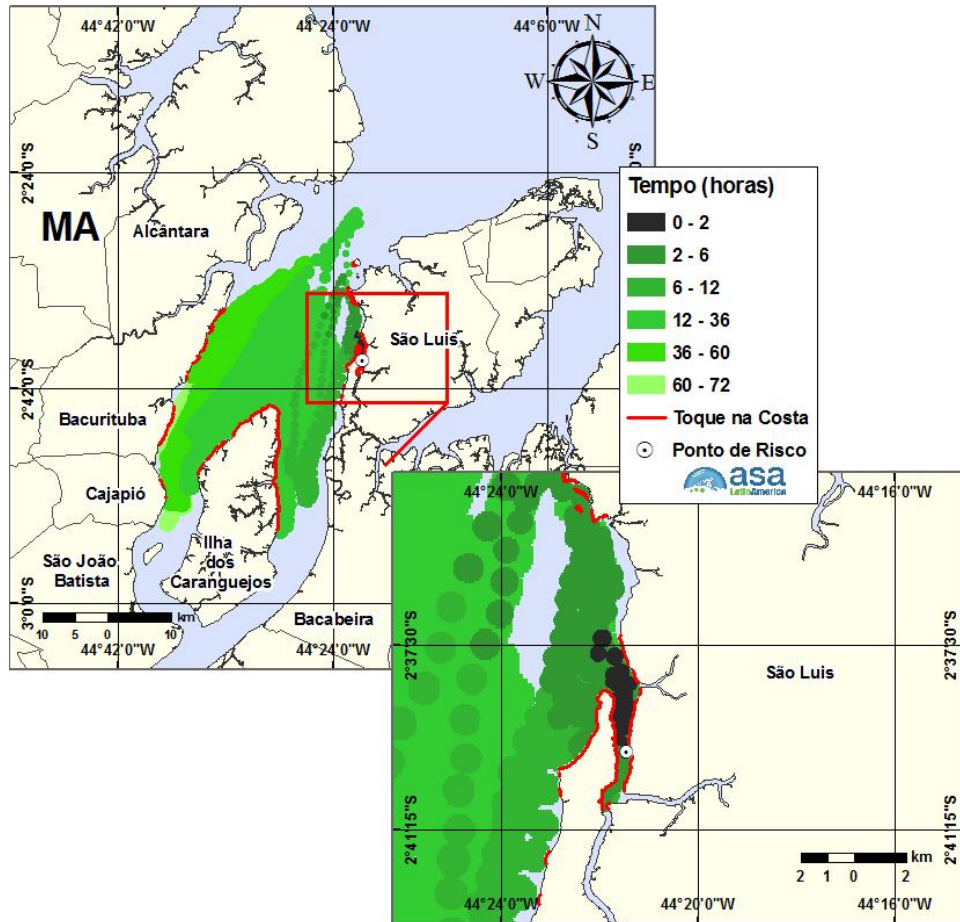 44°42'0"W
44°24'0"W
44°6'0"W
N
W
E
S
2°24'0"S
0"S
MA
Alcântara
Tempo (horas)
0 - 2
2 - 6
6 - 12
12 - 36
36 - 60
60 - 72
Toque na Costa
Ponto de Risco
asa
LatinAmerica
São Luis
2°42'0"S
Bacurituba
Cajapió
São João
Batista
Ilha
dos
Caranguejos
Bacabeira
3°0'0"S
10 5 0 10 km
44°42'0"W
44°24'0"W
44°24'0"W
44°16'0"W
2°37'30"S
2°37'30"S
São Luis
2°41'15"S
2°41'15"S
km
2 1 0 2
44°24'0"W
44°20'0"W
44°16'0"W